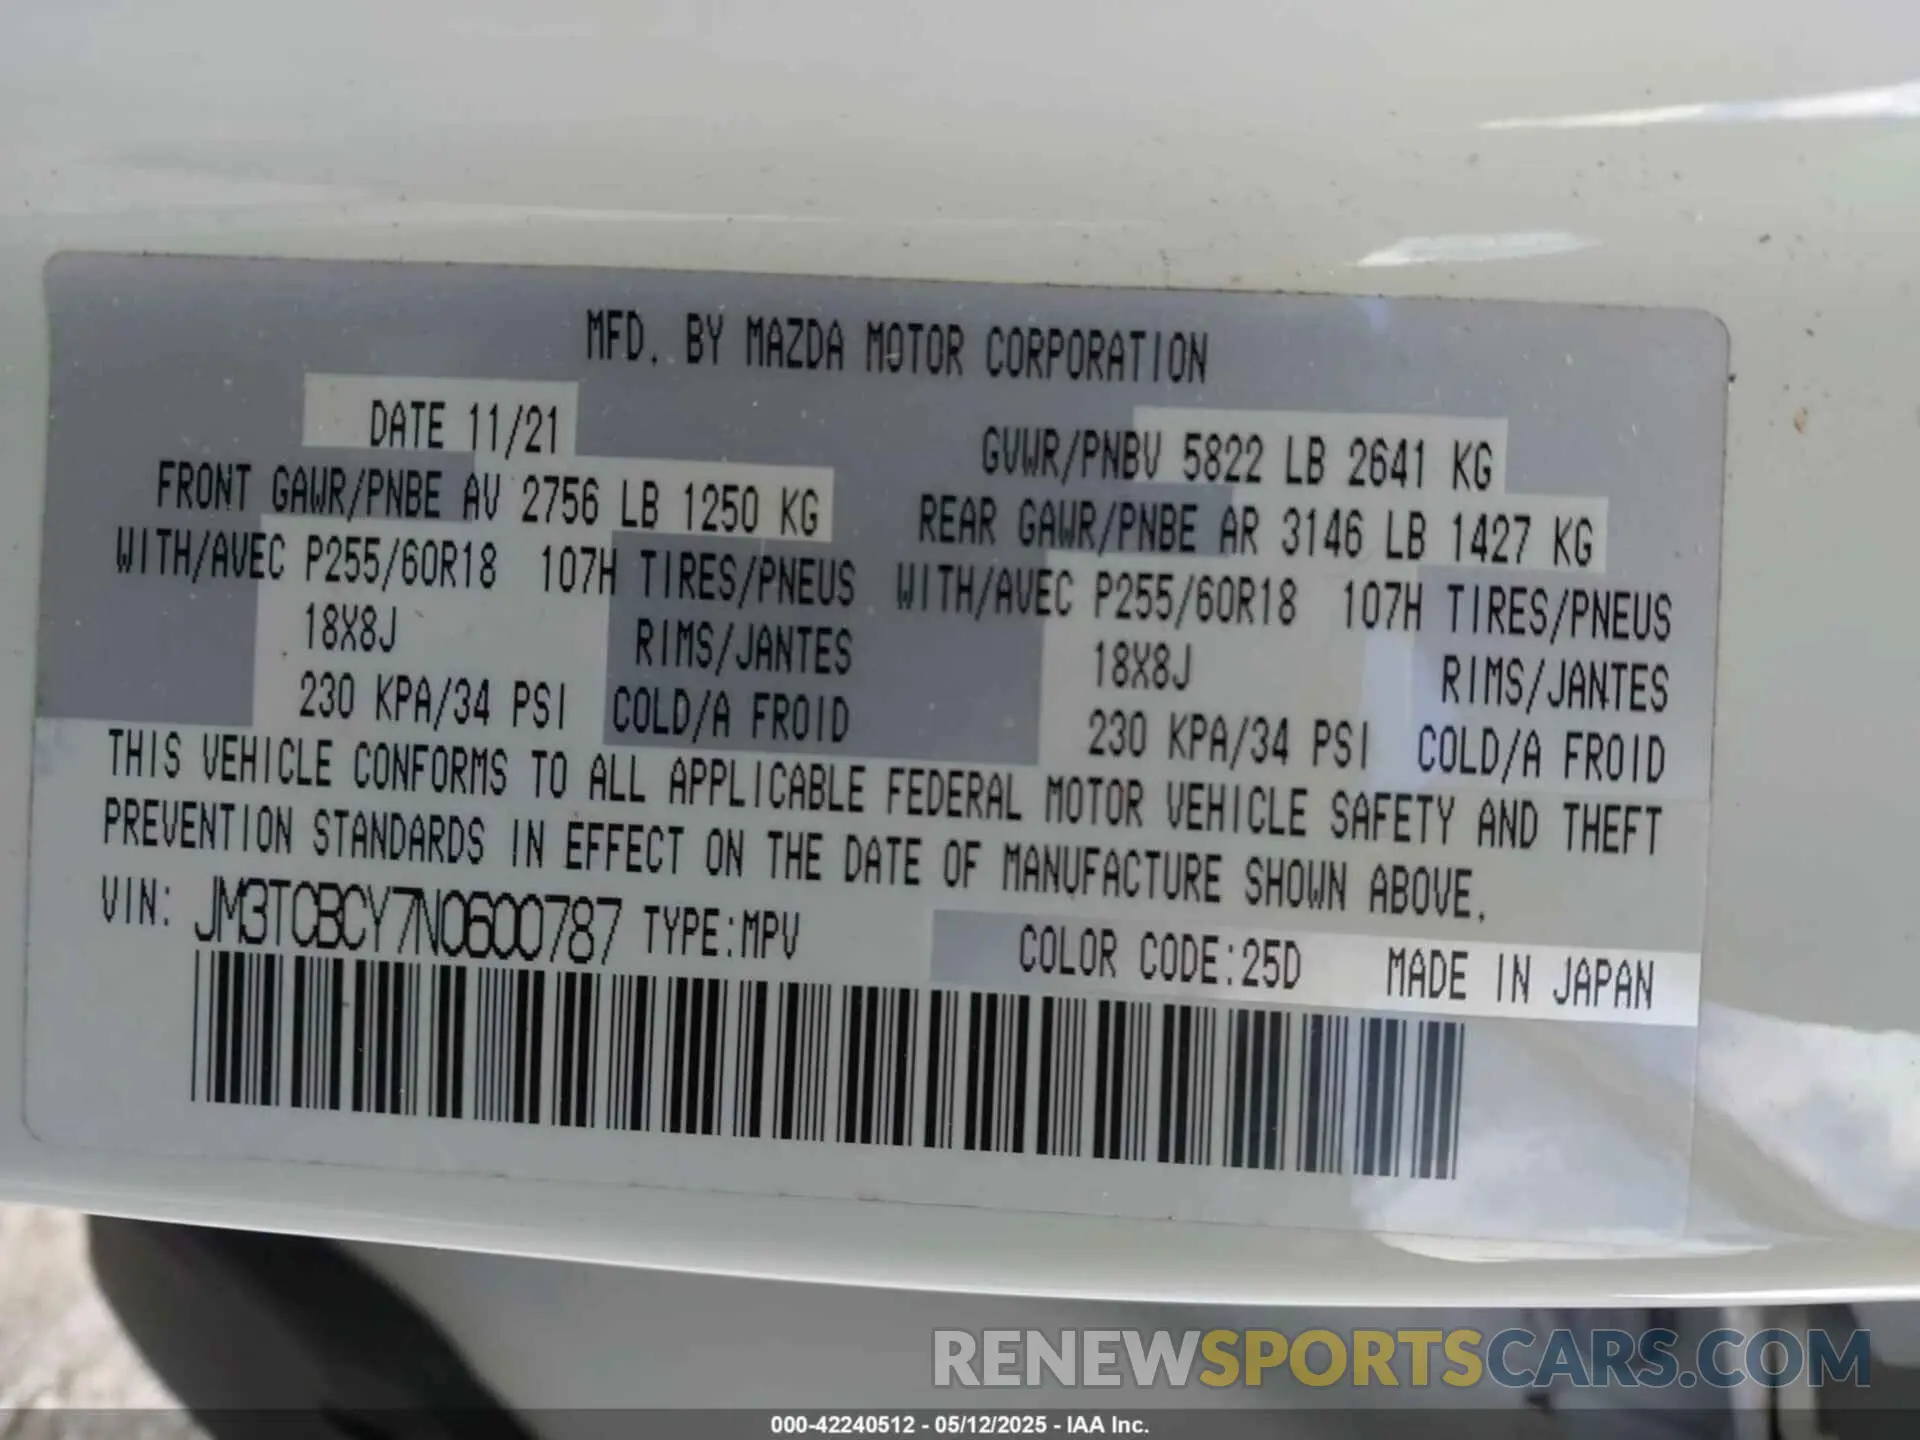 MFD. BY MAZDA MOTOR CORPORATION
DATE 11/21
GVWR/PNBV 5822 LB 2641 KG
FRONT GAWR/PNBE AV 2756 LB 1250 KG
REAR GAWR/PNBE AR 3146 LB 1427 KG
WITH/AVEC P255/60R18 107H TIRES/PNEUS
WITH/AVEC P255/60R18 107H TIRES/PNEUS
18X8J RIMS/JANTES
18X8J RIMS/JANTES
230 KPA/34 PSI COLD/A FROID
230 KPA/34 PSI COLD/A FROID
THIS VEHICLE CONFORMS TO ALL APPLICABLE FEDERAL MOTOR VEHICLE SAFETY AND THEFT
PREVENTION STANDARDS IN EFFECT ON THE DATE OF MANUFACTURE SHOWN ABOVE.
VIN: JM3TCBCY7N0600787 TYPE:MPV
COLOR CODE:25D MADE IN JAPAN
RENEWSPORTSCARS.COM
000-42240512 - 05/12/2025 - IAA Inc.